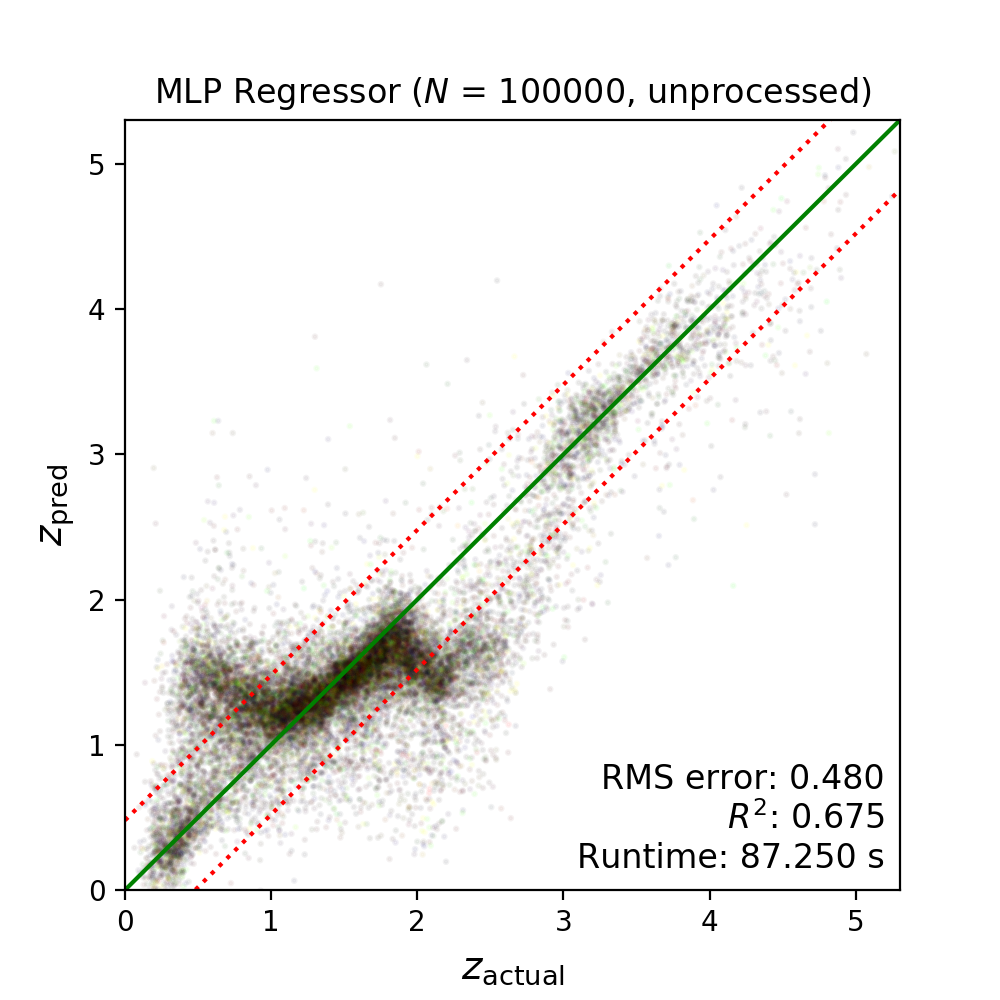 MLP Regressor (N = 100000, unprocessed)
5
4
3
2
1
0
z_pred
RMS error: 0.480
R²: 0.675
Runtime: 87.250 s
0 1 2 3 4 5
z_actual